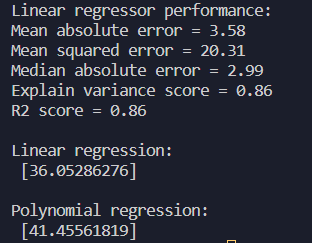 Linear regressor performance:
Mean absolute error = 3.58
Mean squared error = 20.31
Median absolute error = 2.99
Explain variance score = 0.86
R2 score = 0.86
Linear regression:
[36.05286276]
Polynomial regression:
[41.45561819]